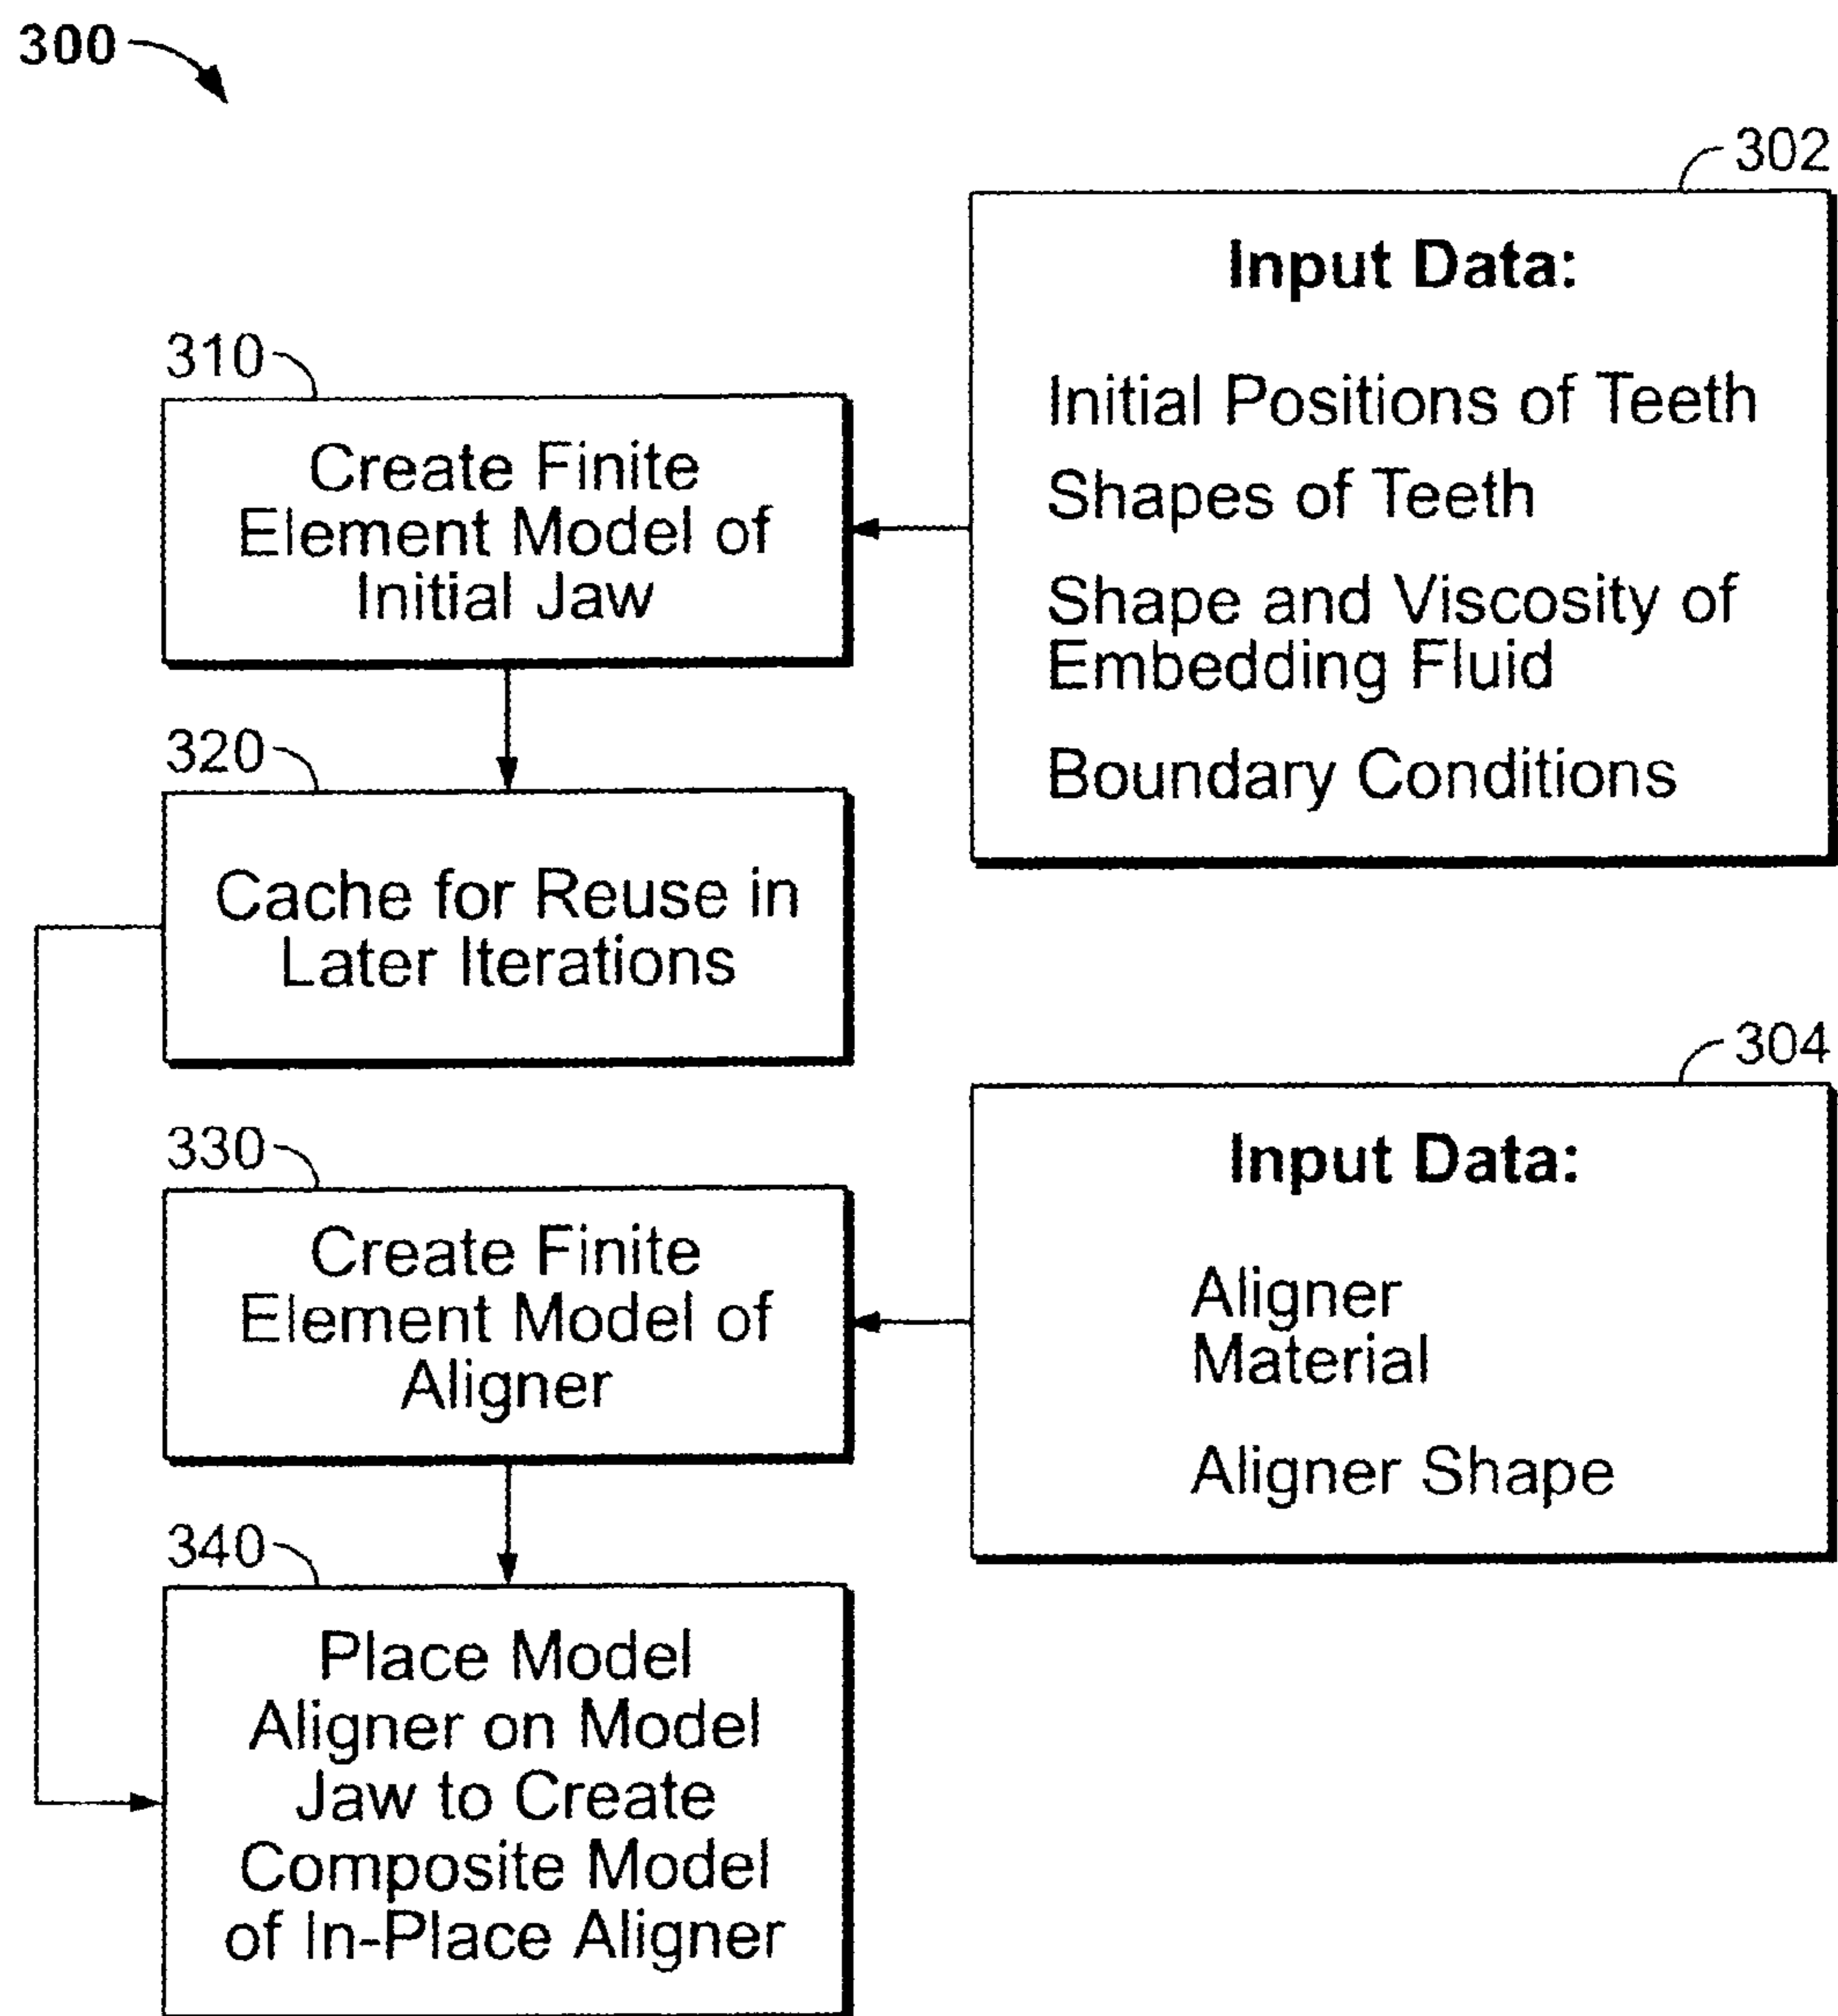 300
302
Input Data:
Initial Positions of Teeth
Shapes of Teeth
Shape and Viscosity of
Embedding Fluid
Boundary Conditions
310
Create Finite
Element Model of
Initial Jaw
320
Cache for Reuse in
Later Iterations
304
Input Data:
Aligner
Material
Aligner Shape
330
Create Finite
Element Model of
Aligner
340
Place Model
Aligner on Model
Jaw to Create
Composite Model
of In-Place Aligner